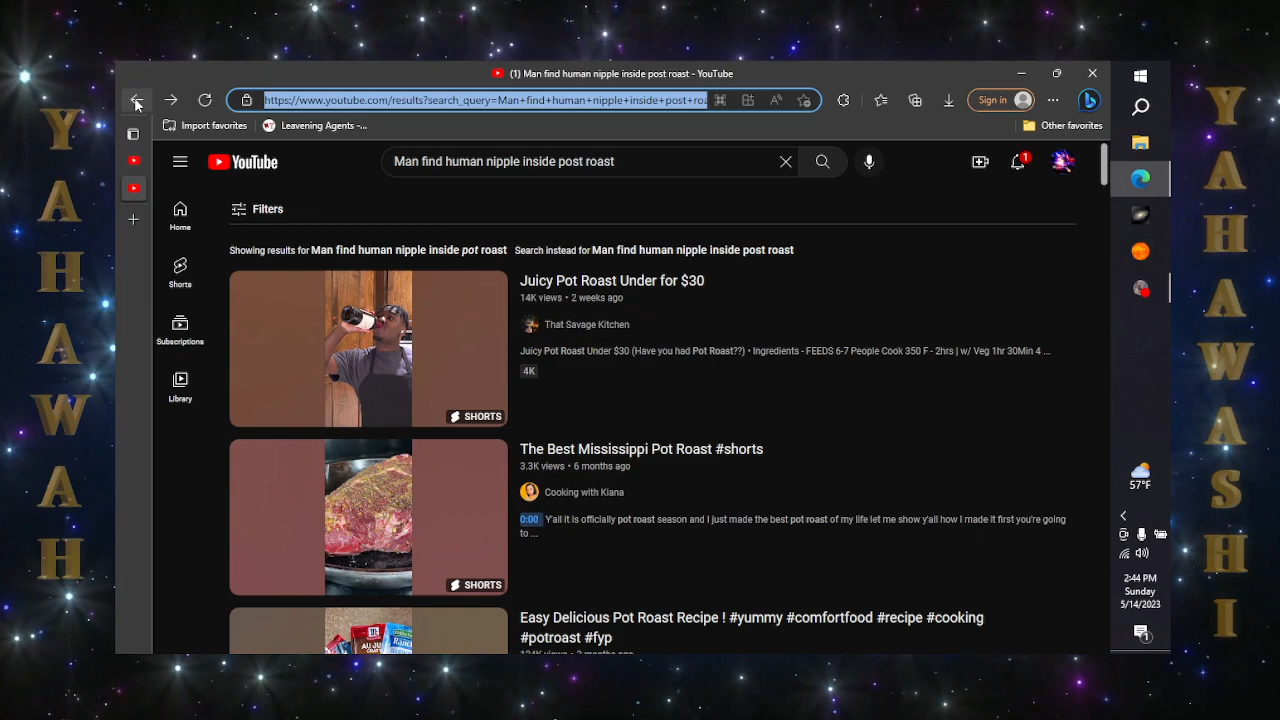 YAHAWAH
(1) Man find human nipple inside post roast - YouTube
https://www.youtube.com/results?search_query=Man+find+human+nipple+inside+post+roa
Sign in
Import favorites
Leavening Agents -...
Other favorites
YouTube
Man find human nipple inside post roast
1
Filters
Home
Shorts
Subscriptions
Library
Showing results for Man find human nipple inside pot roast Search instead for Man find human nipple inside post roast
Juicy Pot Roast Under for $30
14K views • 2 weeks ago
That Savage Kitchen
Juicy Pot Roast Under $30 (Have you had Pot Roast??) • Ingredients - FEEDS 6-7 People Cook 350 F - 2hrs | w/ Veg 1hr 30Min 4 ...
4K
SHORTS
The Best Mississippi Pot Roast #shorts
3.3K views • 6 months ago
Cooking with Kiana
0:00 Y'all it is officially pot roast season and I just made the best pot roast of my life let me show y'all how I made it first you're going
to ...
SHORTS
Easy Delicious Pot Roast Recipe ! #yummy #comfortfood #recipe #cooking
#potroast #fyp
57°F
2:44 PM
Sunday
5/14/2023
1
YAHAWASHI